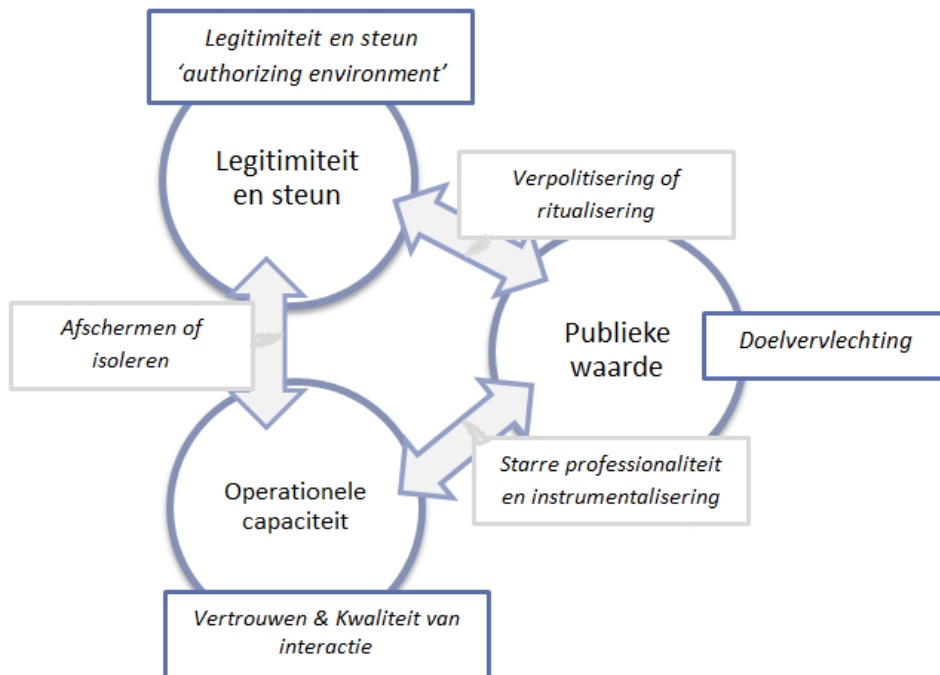 Legitimiteit en steun
‘authorizing environment’
Legitimiteit
en steun
Verpolitisering of
ritualisering
Afschermen of
isoleren
Publieke
waarde
Doelvervlechting
Starre professionaliteit
en instrumentalisering
Operationele
capaciteit
Vertrouwen & Kwaliteit van
interactie